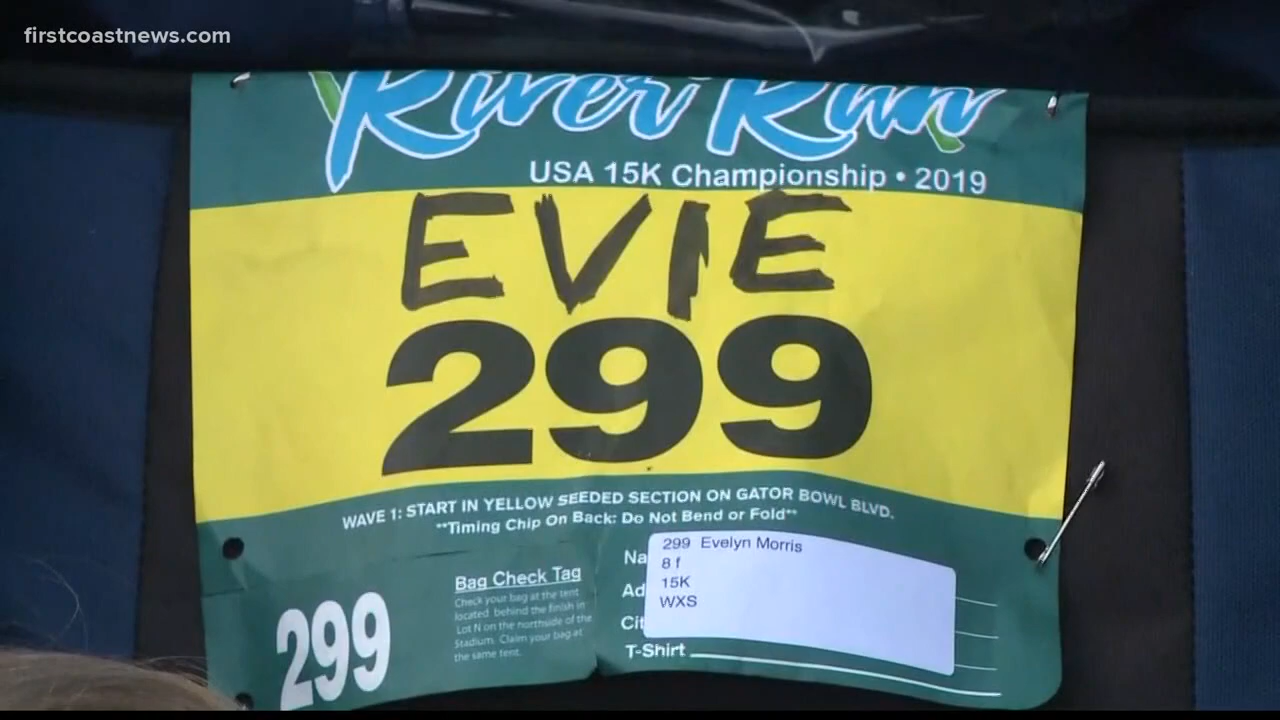 firstcoastnews.com
River Run
USA 15K Championship • 2019
EVIE
299
WAVE 1: START IN YELLOW SEEDED SECTION ON GATOR BOWL BLVD.
**Timing Chip On Back: Do Not Bend or Fold**
299
Bag Check Tag
Check your bag at the tent
located behind the finish in
Lot N on the northside of the
Stadium. Claim your bag at
the same tent.
Na
Ad
Cit
T-Shirt
299 Evelyn Morris
8 f
15K
WXS